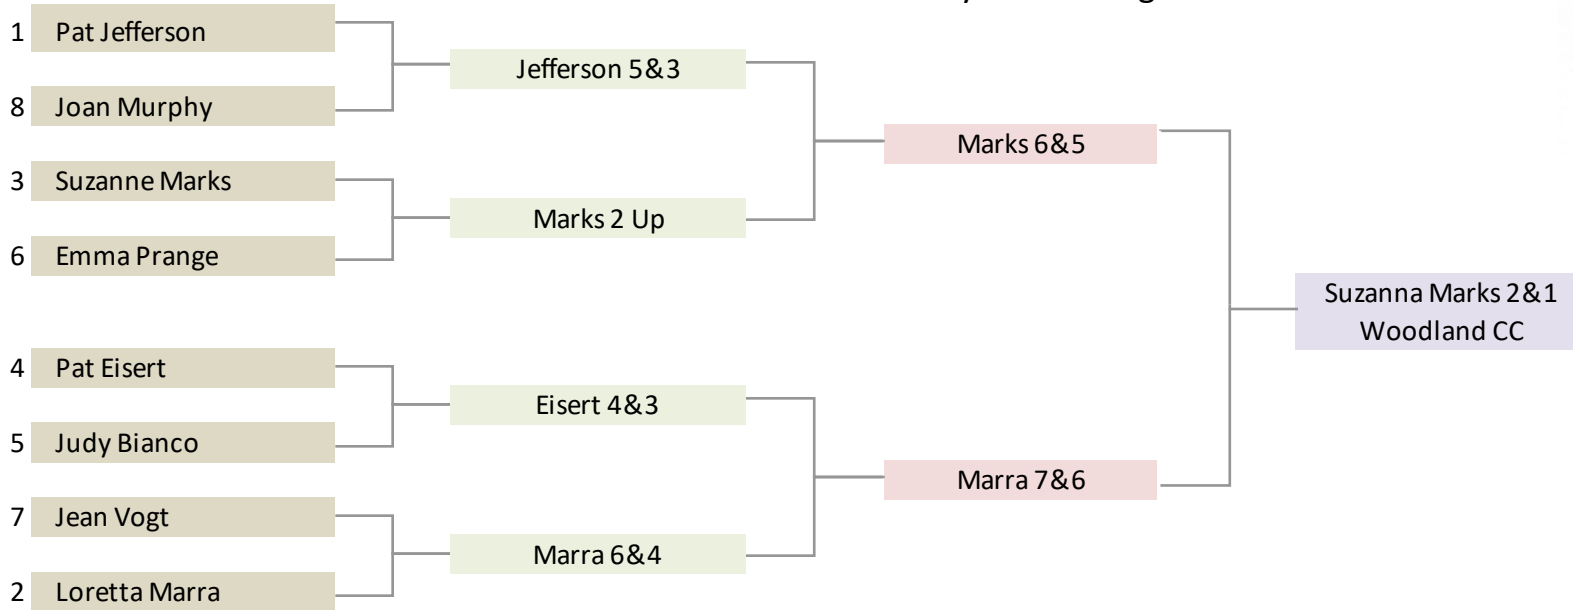 1 Pat Jefferson
Jefferson 5&3
8 Joan Murphy
Marks 6&5
3 Suzanne Marks
Marks 2 Up
6 Emma Prange
Suzanna Marks 2&1
Woodland CC
4 Pat Eisert
Eisert 4&3
5 Judy Bianco
Marra 7&6
7 Jean Vogt
Marra 6&4
2 Loretta Marra